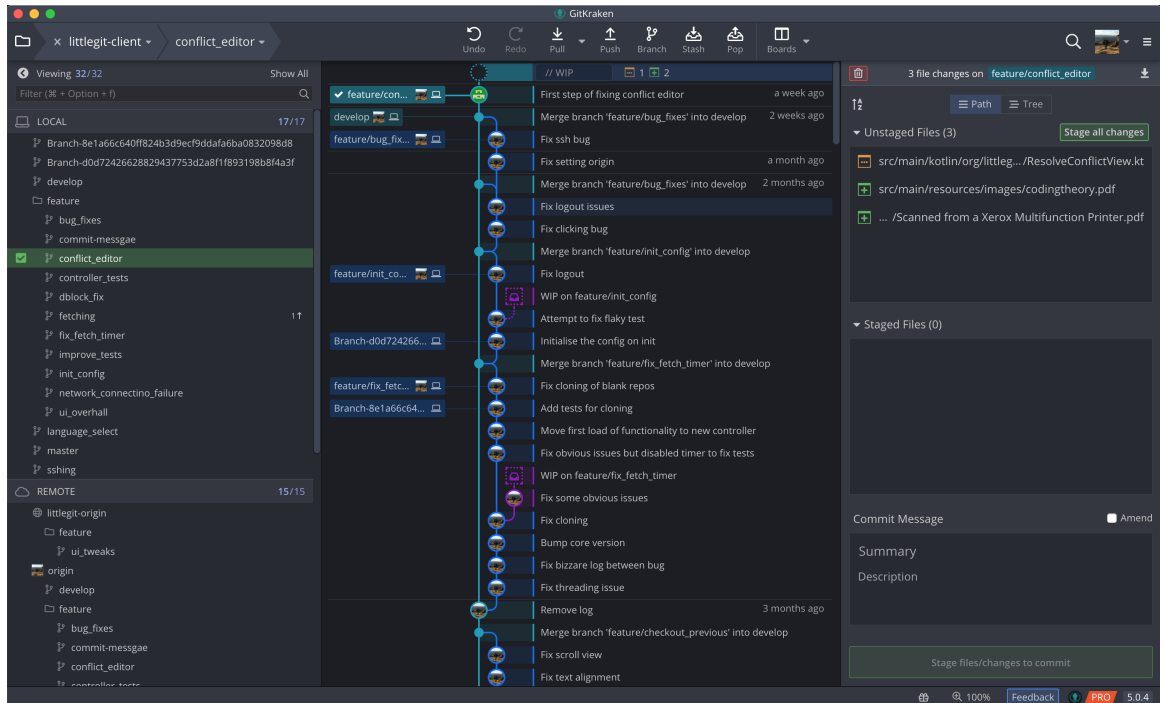 GitKraken
littlegit-client
conflict_editor
Undo
Redo
Pull
Push
Branch
Stash
Pop
Boards
Viewing 32/32
Show All
Filter (⌘ + Option + f)
LOCAL
17/17
Branch-8e1a66c640ff824b3d9ecf9ddafa6ba0832098d8
Branch-d0d72426628829437753d2a8f1f893198b8f4a3f
develop
feature
bug_fixes
commit-messgae
conflict_editor
controller_tests
dblock_fix
fetching
1↑
fix_fetch_timer
improve_tests
init_config
network_connectino_failure
ui_overhall
language_select
master
sshing
REMOTE
15/15
littlegit-origin
feature
ui_tweaks
origin
develop
feature
bug_fixes
commit-messgae
conflict_editor
controller_tests
// WIP
1
2
feature/con...
First step of fixing conflict editor
a week ago
develop
Merge branch 'feature/bug_fixes' into develop
2 weeks ago
feature/bug_fix...
Fix ssh bug
Fix setting origin
a month ago
Merge branch 'feature/bug_fixes' into develop
2 months ago
Fix logout issues
Fix clicking bug
Merge branch 'feature/init_config' into develop
feature/init_co...
Fix logout
WIP on feature/init_config
Attempt to fix flaky test
Branch-d0d724266...
Initialise the config on init
Merge branch 'feature/fix_fetch_timer' into develop
feature/fix_fetc...
Fix cloning of blank repos
Branch-8e1a66c64...
Add tests for cloning
Move first load of functionality to new controller
Fix obvious issues but disabled timer to fix tests
WIP on feature/fix_fetch_timer
Fix some obvious issues
Fix cloning
Bump core version
Fix bizzare log between bug
Fix threading issue
Remove log
3 months ago
Merge branch 'feature/checkout_previous' into develop
Fix scroll view
Fix text alignment
3 file changes on feature/conflict_editor
Path
Tree
Unstaged Files (3)
Stage all changes
src/main/kotlin/org/littleg... /ResolveConflictView.kt
src/main/resources/images/codingtheory.pdf
... /Scanned from a Xerox Multifunction Printer.pdf
Staged Files (0)
Commit Message
Amend
Summary
Description
Stage files/changes to commit
100%
Feedback
PRO
5.0.4